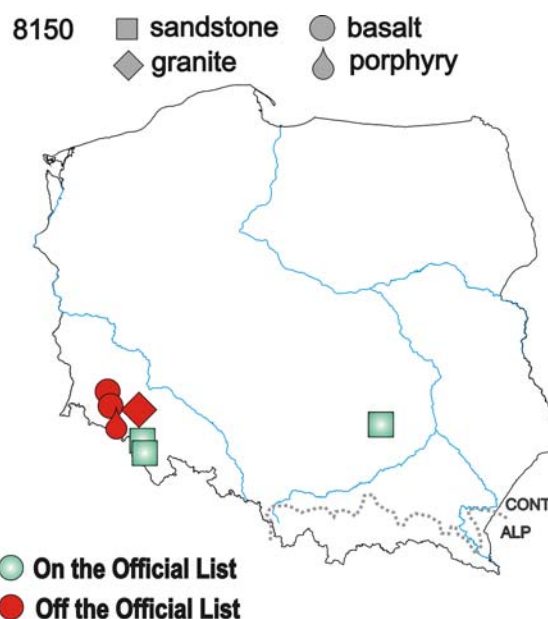 8150 sandstone basalt
granite porphyry
CONT
ALP
On the Official List
Off the Official List